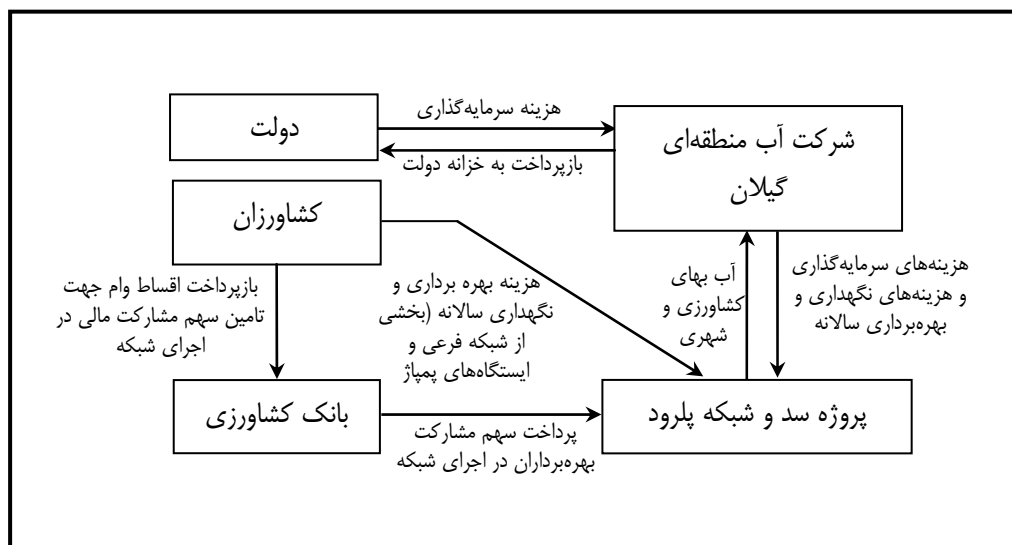 دولت
هزینه سرمایه‌گذاری
بازپرداخت به خزانه دولت
شرکت آب منطقه‌ای
گیلان
کشاورزان
بازپرداخت اقساط وام جهت
تامین سهم مشارکت مالی در
اجرای شبکه
هزینه بهره برداری و
نگهداری سالانه (بخشی
از شبکه فرعی و
ایستگاه‌های پمپاژ
آب بهای
کشاورزی و
شهری
هزینه‌های سرمایه‌گذاری
و هزینه‌های نگهداری و
بهره‌برداری سالانه
بانک کشاورزی
پرداخت سهم مشارکت
بهره‌برداران در اجرای شبکه
پروژه سد و شبکه پلرود